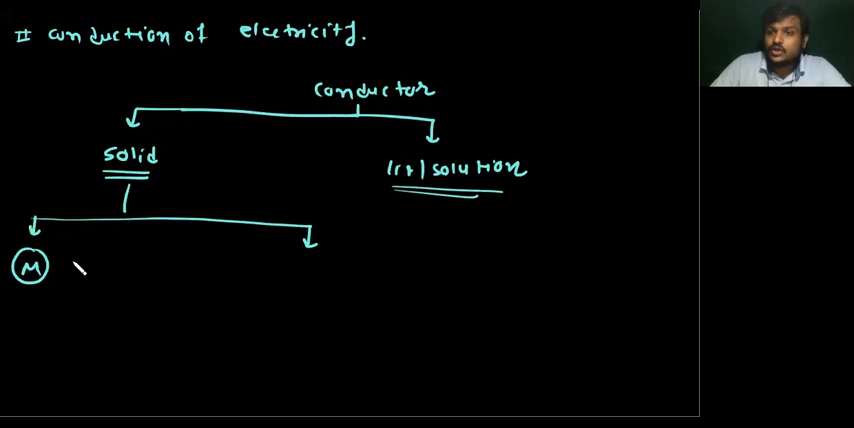 II conduction of electricity.
conductor
solid
solution
M